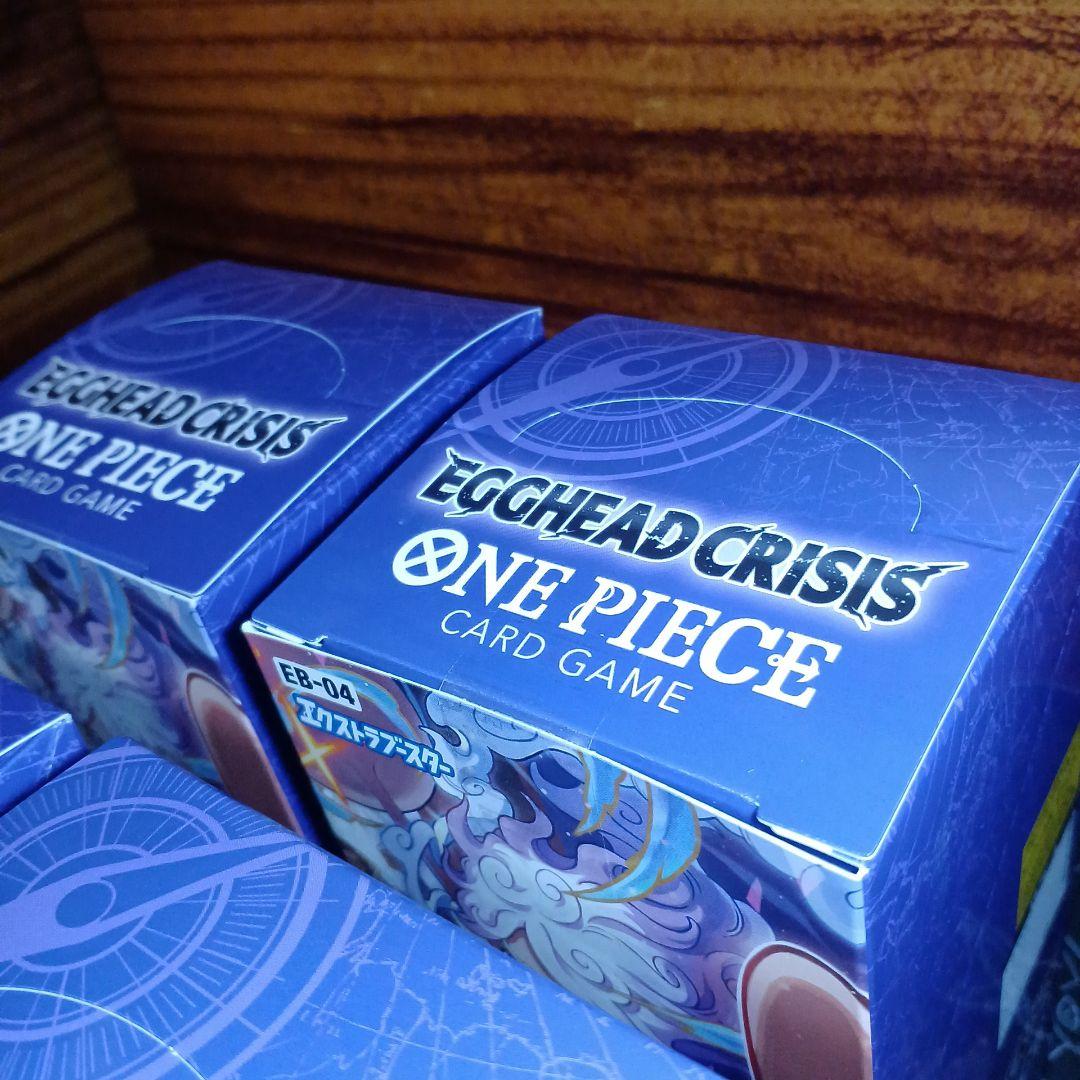 EGGHEAD CRISIS
ONE PIECE
CARD GAME
EGGHEAD CRISIS
ONE PIECE
CARD GAME
EB-04
エクストラブースター